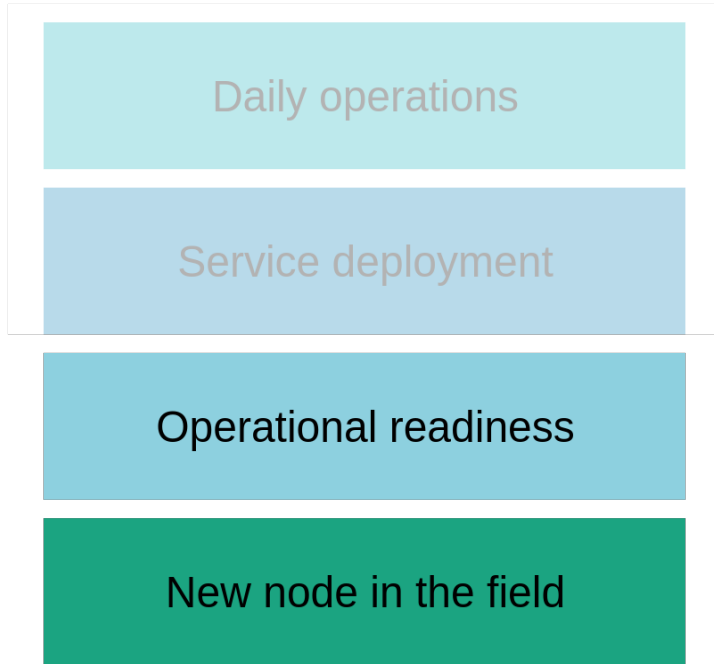 Daily operations
Service deployment
Operational readiness
New node in the field